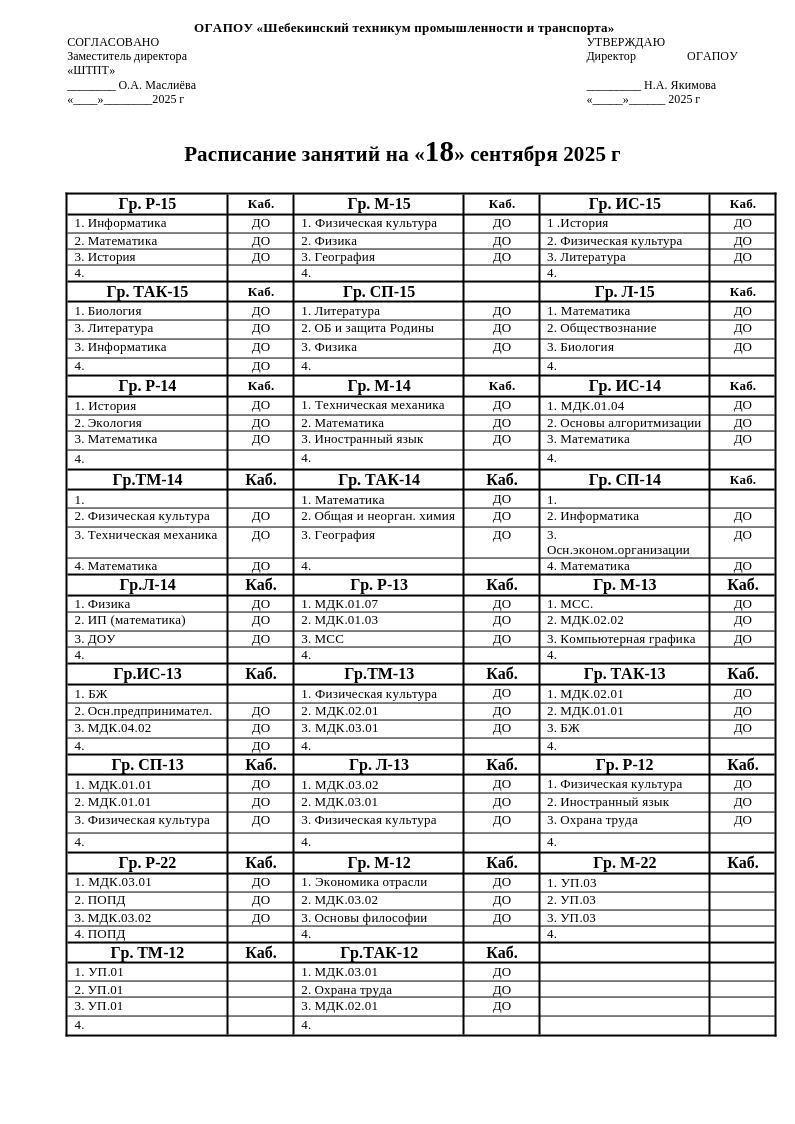 ОГАПОУ «Шебекинский техникум промышленности и транспорта»
СОГЛАСОВАНО УТВЕРЖДАЮ
Заместитель директора Директор ОГАПОУ
«ШТПТ»
________ О.А. Маслиёва _________ Н.А. Якимова
«____»________2025 г «_____»______ 2025 г
Расписание занятий на «18» сентября 2025 г
Гр. Р-15 Каб. Гр. М-15 Каб. Гр. ИС-15 Каб.
1. Информатика ДО 1. Физическая культура ДО 1 .История ДО
2. Математика ДО 2. Физика ДО 2. Физическая культура ДО
3. История ДО 3. География ДО 3. Литература ДО
4. 4. 4.
Гр. ТАК-15 Каб. Гр. СП-15 Гр. Л-15 Каб.
1. Биология ДО 1. Литература ДО 1. Математика ДО
3. Литература ДО 2. ОБ и защита Родины ДО 2. Обществознание ДО
3. Информатика ДО 3. Физика ДО 3. Биология ДО
4. ДО 4. 4.
Гр. Р-14 Каб. Гр. М-14 Каб. Гр. ИС-14 Каб.
1. История ДО 1. Техническая механика ДО 1. МДК.01.04 ДО
2. Экология ДО 2. Математика ДО 2. Основы алгоритмизации ДО
3. Математика ДО 3. Иностранный язык ДО 3. Математика ДО
4. 4. 4.
Гр.ТМ-14 Каб. Гр. ТАК-14 Каб. Гр. СП-14 Каб.
1. 1. Математика ДО 1.
2. Физическая культура ДО 2. Общая и неорган. химия ДО 2. Информатика ДО
3. Техническая механика ДО 3. География ДО 3. ДО
Осн.эконом.организации
4. Математика ДО 4. 4. Математика ДО
Гр.Л-14 Каб. Гр. Р-13 Каб. Гр. М-13 Каб.
1. Физика ДО 1. МДК.01.07 ДО 1. МСС. ДО
2. ИП (математика) ДО 2. МДК.01.03 ДО 2. МДК.02.02 ДО
3. ДОУ ДО 3. МСС ДО 3. Компьютерная графика ДО
4. 4. 4.
Гр.ИС-13 Каб. Гр.ТМ-13 Каб. Гр. ТАК-13 Каб.
1. БЖ 1. Физическая культура ДО 1. МДК.02.01 ДО
2. Осн.предпринимател. ДО 2. МДК.02.01 ДО 2. МДК.01.01 ДО
3. МДК.04.02 ДО 3. МДК.03.01 ДО 3. БЖ ДО
4. ДО 4. 4.
Гр. СП-13 Каб. Гр. Л-13 Каб. Гр. Р-12 Каб.
1. МДК.01.01 ДО 1. МДК.03.02 ДО 1. Физическая культура ДО
2. МДК.01.01 ДО 2. МДК.03.01 ДО 2. Иностранный язык ДО
3. Физическая культура ДО 3. Физическая культура ДО 3. Охрана труда ДО
4. 4. 4.
Гр. Р-22 Каб. Гр. М-12 Каб. Гр. М-22 Каб.
1. МДК.03.01 ДО 1. Экономика отрасли ДО 1. УП.03
2. ПОПД ДО 2. МДК.03.02 ДО 2. УП.03
3. МДК.03.02 ДО 3. Основы философии ДО 3. УП.03
4. ПОПД 4. 4.
Гр. ТМ-12 Каб. Гр.ТАК-12 Каб.
1. УП.01 1. МДК.03.01 ДО
2. УП.01 2. Охрана труда ДО
3. УП.01 3. МДК.02.01 ДО
4. 4.